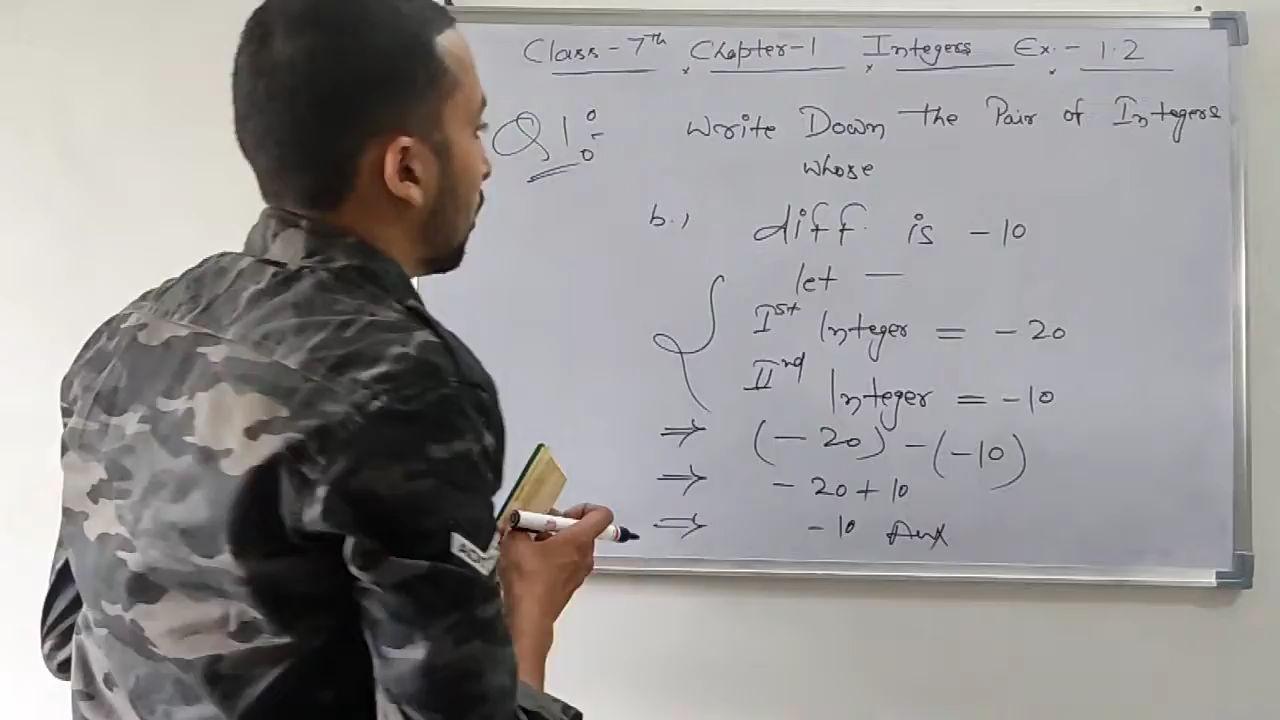 Class - 7th Chapter-1 Integers Ex. - 1.2
Q1: Write Down the Pair of Integers
whose
b.) diff. is -10
let —
Ist Integer = -20
IInd Integer = -10
⇒ (-20) - (-10)
⇒ -20 + 10
⇒ -10 Ans